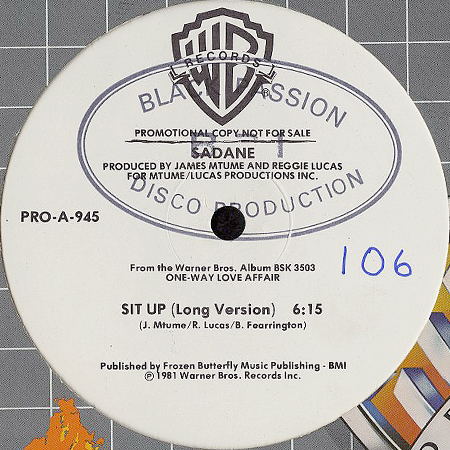 WB
RECORDS
BLACK PASSION
PROMOTIONAL COPY NOT FOR SALE
SADANE
PRODUCED BY JAMES MTUME AND REGGIE LUCAS
FOR MTUME/LUCAS PRODUCTIONS INC.
DISCO PRODUCTION
PRO-A-945
From the Warner Bros. Album BSK 3503
ONE-WAY LOVE AFFAIR
106
SIT UP (Long Version) 6:15
(J. Mtume/R. Lucas/B. Fearrington)
Published by Frozen Butterfly Music Publishing - BMI
℗ 1981 Warner Bros. Records Inc.